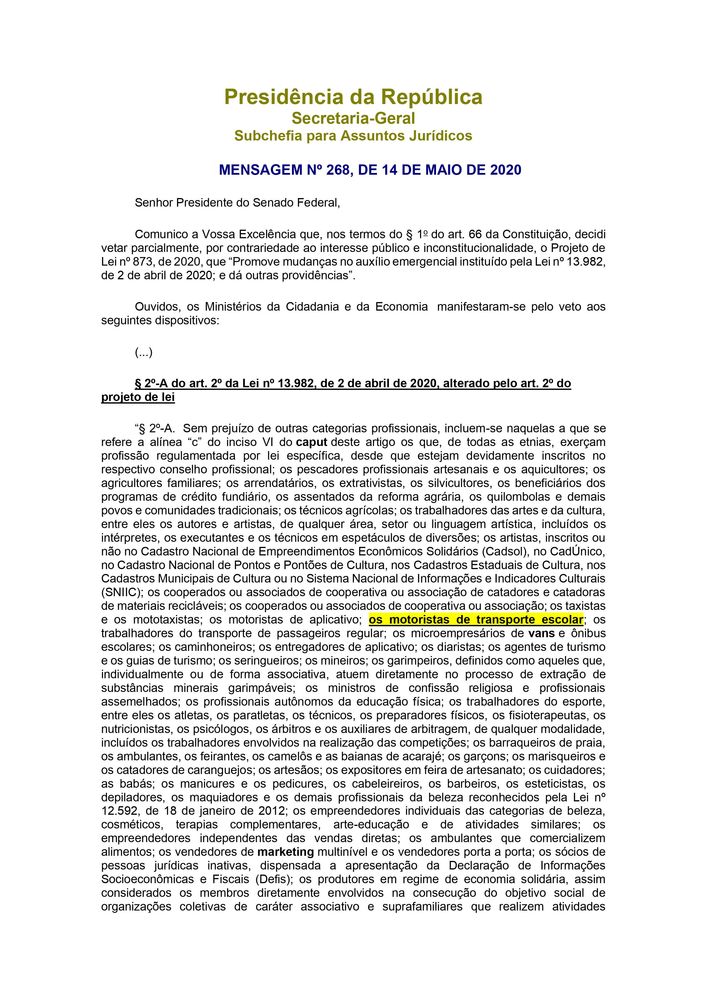 Presidência da República
Secretaria-Geral
Subchefia para Assuntos Jurídicos
MENSAGEM Nº 268, DE 14 DE MAIO DE 2020
Senhor Presidente do Senado Federal,
Comunico a Vossa Excelência que, nos termos do § 1º do art. 66 da Constituição, decidi
vetar parcialmente, por contrariedade ao interesse público e inconstitucionalidade, o Projeto de
Lei nº 873, de 2020, que “Promove mudanças no auxílio emergencial instituído pela Lei nº 13.982,
de 2 de abril de 2020; e dá outras providências”.
Ouvidos, os Ministérios da Cidadania e da Economia manifestaram-se pelo veto aos
seguintes dispositivos:
(...)
§ 2º-A do art. 2º da Lei nº 13.982, de 2 de abril de 2020, alterado pelo art. 2º do
projeto de lei
“§ 2º-A. Sem prejuízo de outras categorias profissionais, incluem-se naquelas a que se
refere a alínea “c” do inciso VI do caput deste artigo os que, de todas as etnias, exerçam
profissão regulamentada por lei específica, desde que estejam devidamente inscritos no
respectivo conselho profissional; os pescadores profissionais artesanais e os aquicultores; os
agricultores familiares; os arrendatários, os extrativistas, os silvicultores, os beneficiários dos
programas de crédito fundiário, os assentados da reforma agrária, os quilombolas e demais
povos e comunidades tradicionais; os técnicos agrícolas; os trabalhadores das artes e da cultura,
entre eles os autores e artistas, de qualquer área, setor ou linguagem artística, incluídos os
intérpretes, os executantes e os técnicos em espetáculos de diversões; os artistas, inscritos ou
não no Cadastro Nacional de Empreendimentos Econômicos Solidários (Cadsol), no CadÚnico,
no Cadastro Nacional de Pontos e Pontões de Cultura, nos Cadastros Estaduais de Cultura, nos
Cadastros Municipais de Cultura ou no Sistema Nacional de Informações e Indicadores Culturais
(SNIIC); os cooperados ou associados de cooperativa ou associação de catadores e catadoras
de materiais recicláveis; os cooperados ou associados de cooperativa ou associação; os taxistas
e os mototaxistas; os motoristas de aplicativo; os motoristas de transporte escolar; os
trabalhadores do transporte de passageiros regular; os microempresários de vans e ônibus
escolares; os caminhoneiros; os entregadores de aplicativo; os diaristas; os agentes de turismo
e os guias de turismo; os seringueiros; os mineiros; os garimpeiros, definidos como aqueles que,
individualmente ou de forma associativa, atuem diretamente no processo de extração de
substâncias minerais garimpáveis; os ministros de confissão religiosa e profissionais
assemelhados; os profissionais autônomos da educação física; os trabalhadores do esporte,
entre eles os atletas, os paratletas, os técnicos, os preparadores físicos, os fisioterapeutas, os
nutricionistas, os psicólogos, os árbitros e os auxiliares de arbitragem, de qualquer modalidade,
incluídos os trabalhadores envolvidos na realização das competições; os barraqueiros de praia,
os ambulantes, os feirantes, os camelôs e as baianas de acarajé; os garçons; os marisqueiros e
os catadores de caranguejos; os artesãos; os expositores em feira de artesanato; os cuidadores;
as babás; os manicures e os pedicures, os cabeleireiros, os barbeiros, os esteticistas, os
depiladores, os maquiadores e os demais profissionais da beleza reconhecidos pela Lei nº
12.592, de 18 de janeiro de 2012; os empreendedores individuais das categorias de beleza,
cosméticos, terapias complementares, arte-educação e de atividades similares; os
empreendedores independentes das vendas diretas; os ambulantes que comercializem
alimentos; os vendedores de marketing multinível e os vendedores porta a porta; os sócios de
pessoas jurídicas inativas, dispensada a apresentação da Declaração de Informações
Socioeconômicas e Fiscais (Defis); os produtores em regime de economia solidária, assim
considerados os membros diretamente envolvidos na consecução do objetivo social de
organizações coletivas de caráter associativo e suprafamiliares que realizem atividades